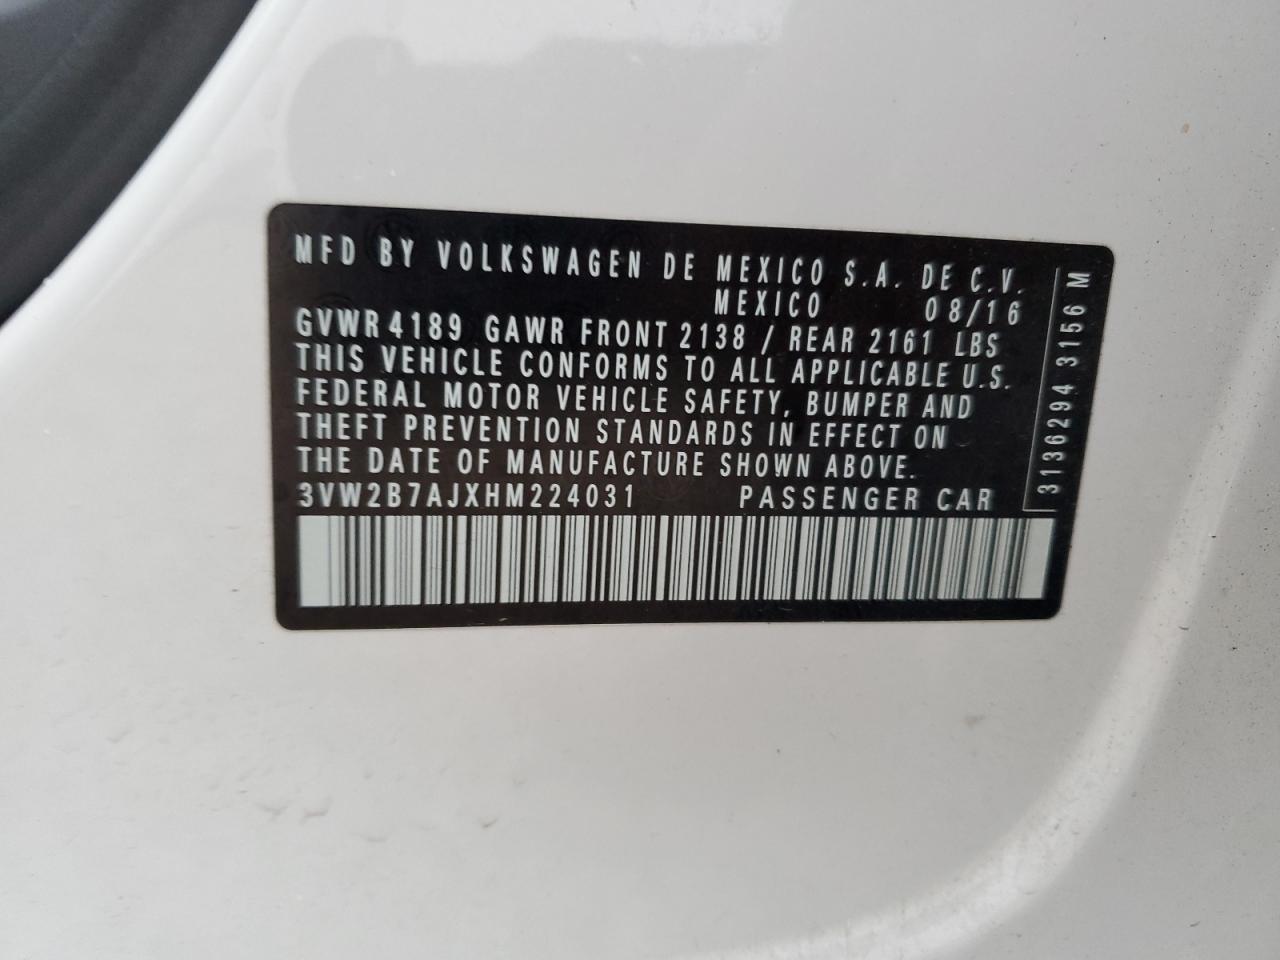 MFD BY VOLKSWAGEN DE MEXICO S.A. DE C.V.
MEXICO 08/16
GVWR 4189 GAWR FRONT 2138 / REAR 2161 LBS
THIS VEHICLE CONFORMS TO ALL APPLICABLE U.S.
FEDERAL MOTOR VEHICLE SAFETY, BUMPER AND
THEFT PREVENTION STANDARDS IN EFFECT ON
THE DATE OF MANUFACTURE SHOWN ABOVE.
3VW2B7AJXHM224031 PASSENGER CAR
3136294 3156 M